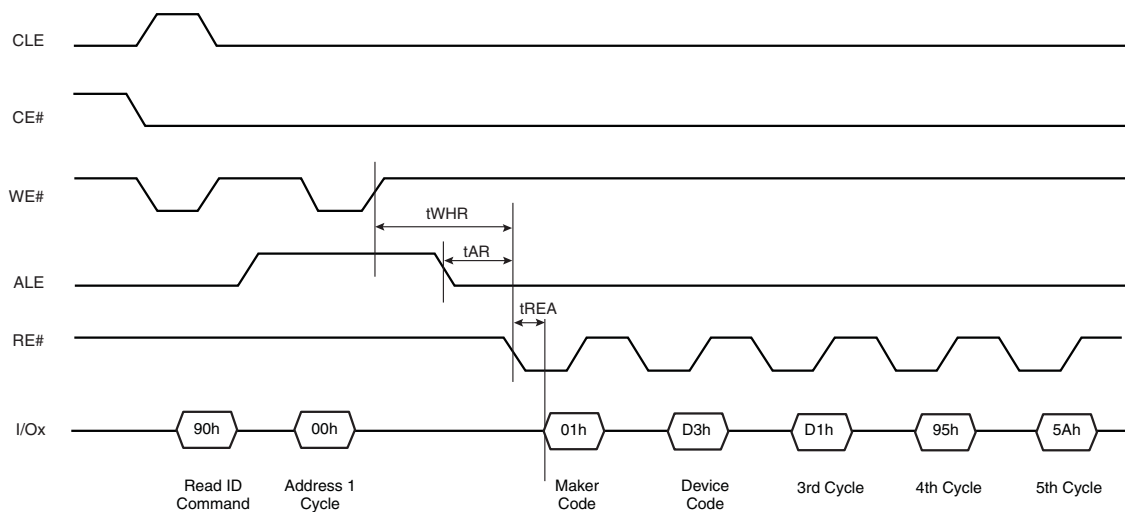 CLE
CE#
WE#
tWHR
tAR
ALE
tREA
RE#
I/Ox
90h
00h
01h
D3h
D1h
95h
5Ah
Read ID
Command
Address 1
Cycle
Maker
Code
Device
Code
3rd Cycle
4th Cycle
5th Cycle